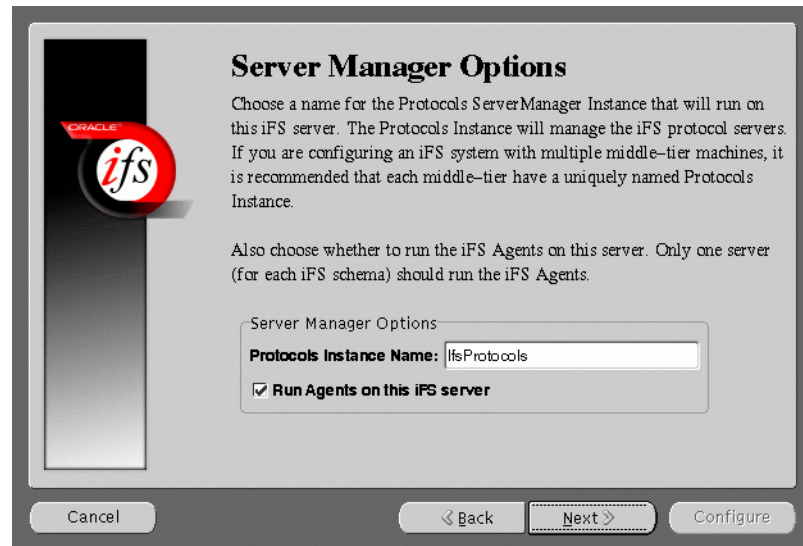 Server Manager Options
Choose a name for the Protocols ServerManager Instance that will run on
this iFS server. The Protocols Instance will manage the iFS protocol servers.
If you are configuring an iFS system with multiple middle–tier machines, it
is recommended that each middle–tier have a uniquely named Protocols
Instance.
Also choose whether to run the iFS Agents on this server. Only one server
(for each iFS schema) should run the iFS Agents.
ORACLE
ifs
Server Manager Options
Protocols Instance Name: IfsProtocols
Run Agents on this iFS server
Cancel
Back
Next
Configure